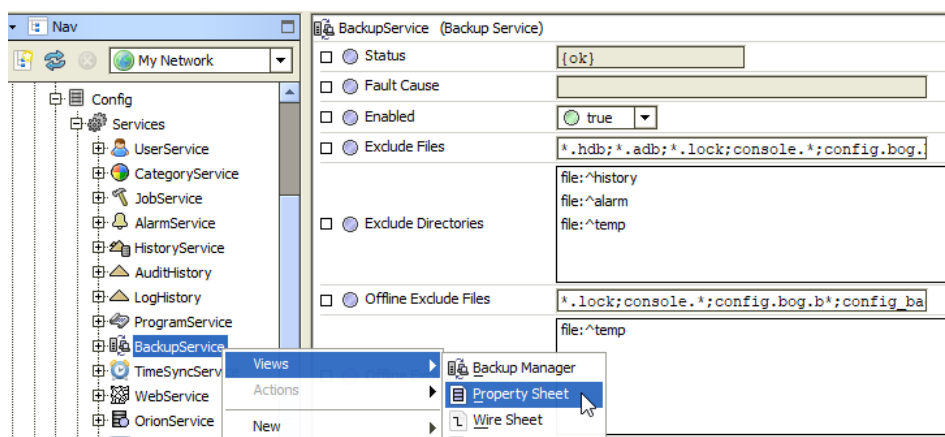 Nav
My Network
Config
Services
UserService
CategoryService
JobService
AlarmService
HistoryService
AuditHistory
LogHistory
ProgramService
BackupService
TimeSyncServ
WebService
OrionService
BackupService (Backup Service)
Status {ok}
Fault Cause
Enabled true
Exclude Files *.hdb;*.adb;*.lock;console.*;config.bog.
Exclude Directories
file:^history
file:^alarm
file:^temp
Offline Exclude Files *.lock;console.*;config.bog.b*;config_ba
file:^temp
Views
Actions
New
Backup Manager
Property Sheet
Wire Sheet